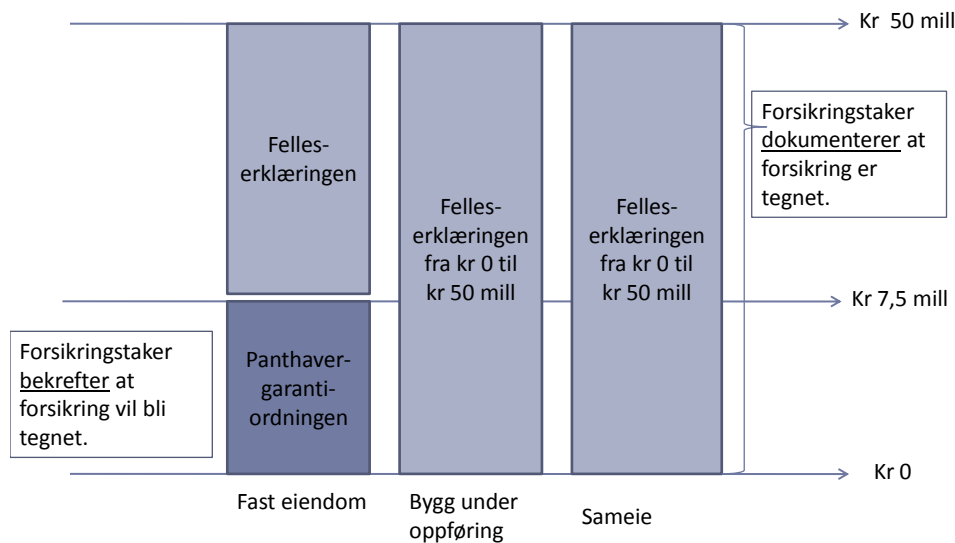 Kr 50 mill
Forsikringstaker
dokumenterer at
forsikring er
tegnet.
Felles-
erklæringen
Felles-
erklæringen
fra kr 0 til
kr 50 mill
Felles-
erklæringen
fra kr 0 til
kr 50 mill
Kr 7,5 mill
Forsikringstaker
bekrefter at
forsikring vil bli
tegnet.
Panthaver-
garanti-
ordningen
Kr 0
Fast eiendom
Bygg under
oppføring
Sameie